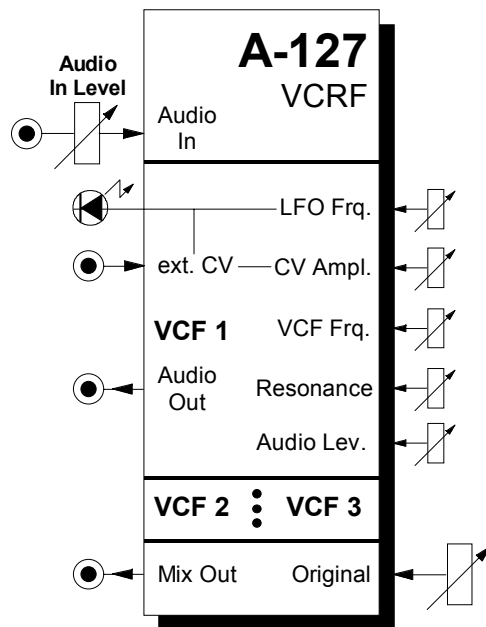 A-127
VCRF
Audio
In Level
Audio
In
LFO Frq.
ext. CV
CV Ampl.
VCF 1
VCF Frq.
Audio
Out
Resonance
Audio Lev.
VCF 2
VCF 3
Mix Out
Original